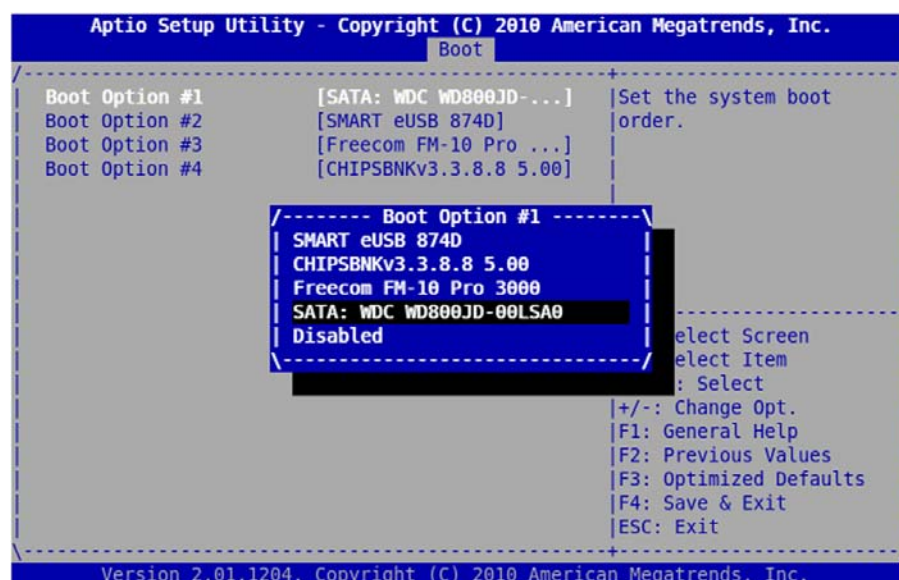 Aptio Setup Utility - Copyright (C) 2010 American Megatrends, Inc.
Boot
Boot Option #1 [SATA: WDC WD800JD-...] |Set the system boot
Boot Option #2 [SMART eUSB 874D] |order.
Boot Option #3 [Freecom FM-10 Pro ...]
Boot Option #4 [CHIPSBNKv3.3.8.8 5.00]
/-------- Boot Option #1 --------\
SMART eUSB 874D
CHIPSBNKv3.3.8.8 5.00
Freecom FM-10 Pro 3000
SATA: WDC WD800JD-00LSA0
Disabled
elect Screen
elect Item
: Select
+/-: Change Opt.
F1: General Help
F2: Previous Values
F3: Optimized Defaults
F4: Save & Exit
ESC: Exit
Version 2.01.1204. Copyright (C) 2010 American Megatrends, Inc.